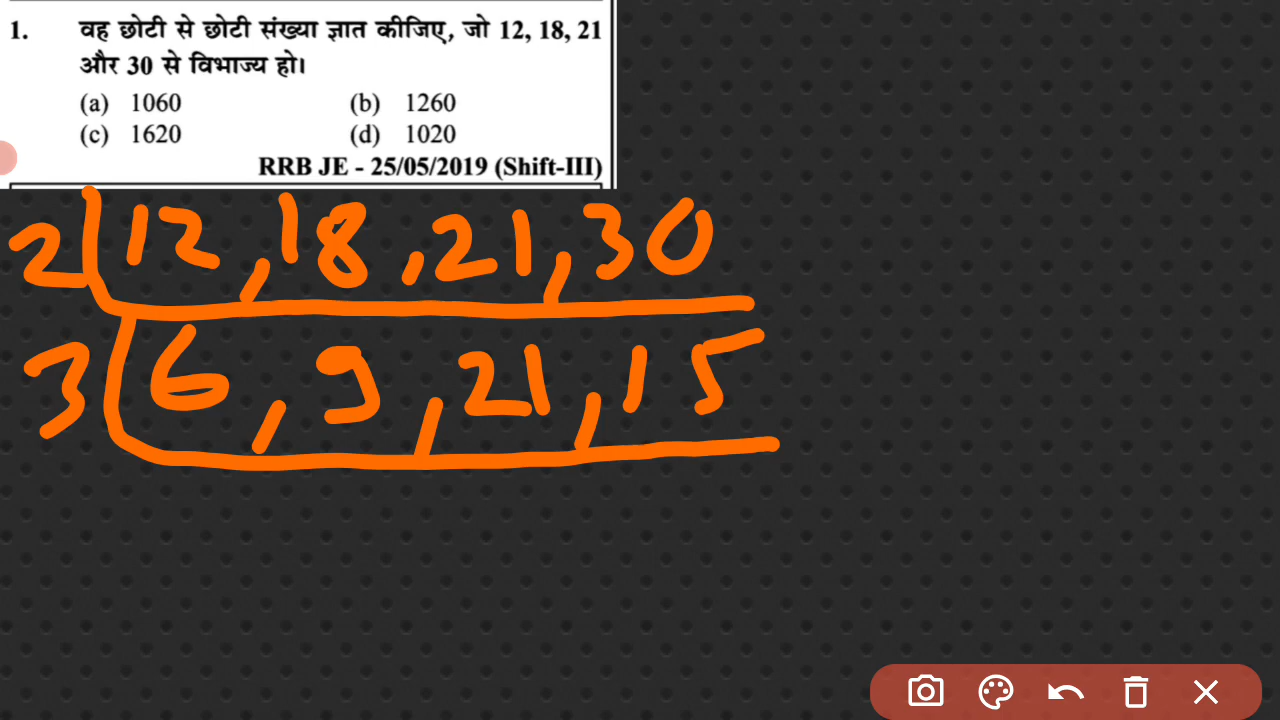 1. वह छोटी से छोटी संख्या ज्ञात कीजिए, जो 12, 18, 21
और 30 से विभाज्य हो।
(a) 1060 (b) 1260
(c) 1620 (d) 1020
RRB JE - 25/05/2019 (Shift-III)
2 12, 18, 21, 30
3 6, 9, 21, 15